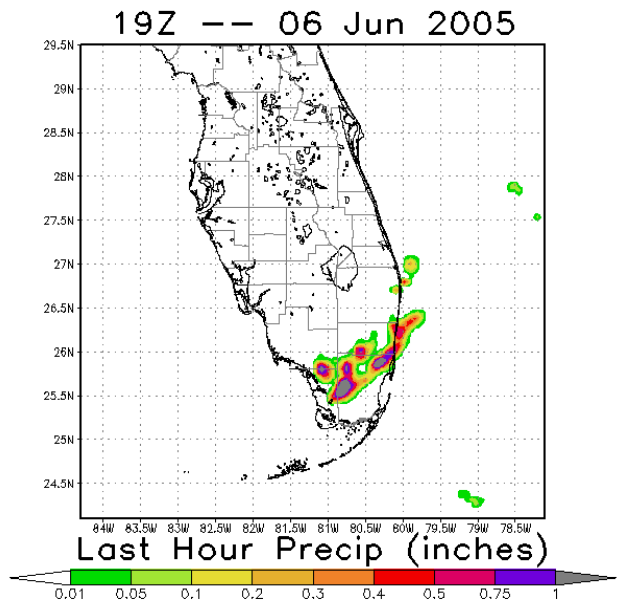 19Z -- 06 Jun 2005
29.5N
29N
28.5N
28N
27.5N
27N
26.5N
26N
25.5N
25N
24.5N
84W 83.5W 83W 82.5W 82W 81.5W 81W 80.5W 80W 79.5W 79W 78.5W
Last Hour Precip (inches)
0.01 0.05 0.1 0.2 0.3 0.4 0.5 0.75 1